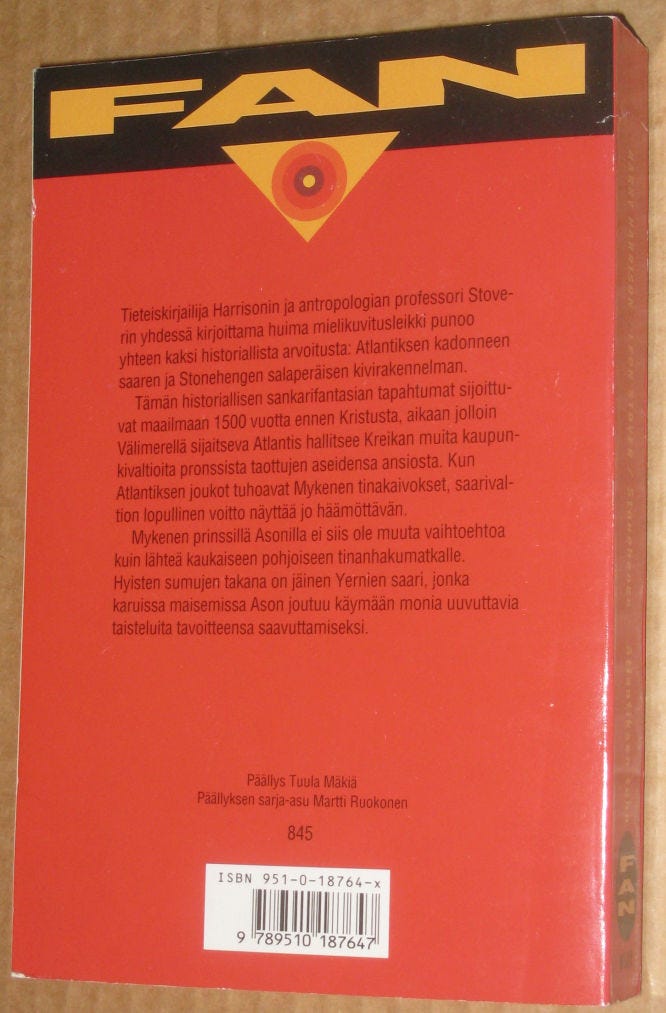 FAN
Tieteiskirjailija Harrisonin ja antropologian professori Stove-
rin yhdessä kirjoittama huima mielikuvitusleikki punoo
yhteen kaksi historiallista arvoitusta: Atlantiksen kadonneen
saaren ja Stonehengen salaperäisen kivirakennelman.
Tämän historiallisen sankarifantasian tapahtumat sijoittu-
vat maailmaan 1500 vuotta ennen Kristusta, aikaan jolloin
Välimerellä sijaitseva Atlantis hallitsee Kreikan muita kaupun-
kivaltioita pronssista taottujen aseidensa ansiosta. Kun
Atlantiksen joukot tuhoavat Mykenen tinakaivokset, saarival-
tion lopullinen voitto näyttää jo häämöttävän.
Mykenen prinssillä Asonilla ei siis ole muuta vaihtoehtoa
kuin lähteä kaukaiseen pohjoiseen tinanhakumatkalle.
Hyisten sumujen takana on jäinen Yernien saari, jonka
karuissa maisemissa Ason joutuu käymään monia uuvuttavia
taisteluita tavoitteensa saavuttamiseksi.
Päällys Tuula Mäkiä
Päällyksen sarja-asu Martti Ruokonen
845
ISBN 951-0-18764-x
9 789510 187647
HARRY HARRISON
FAN